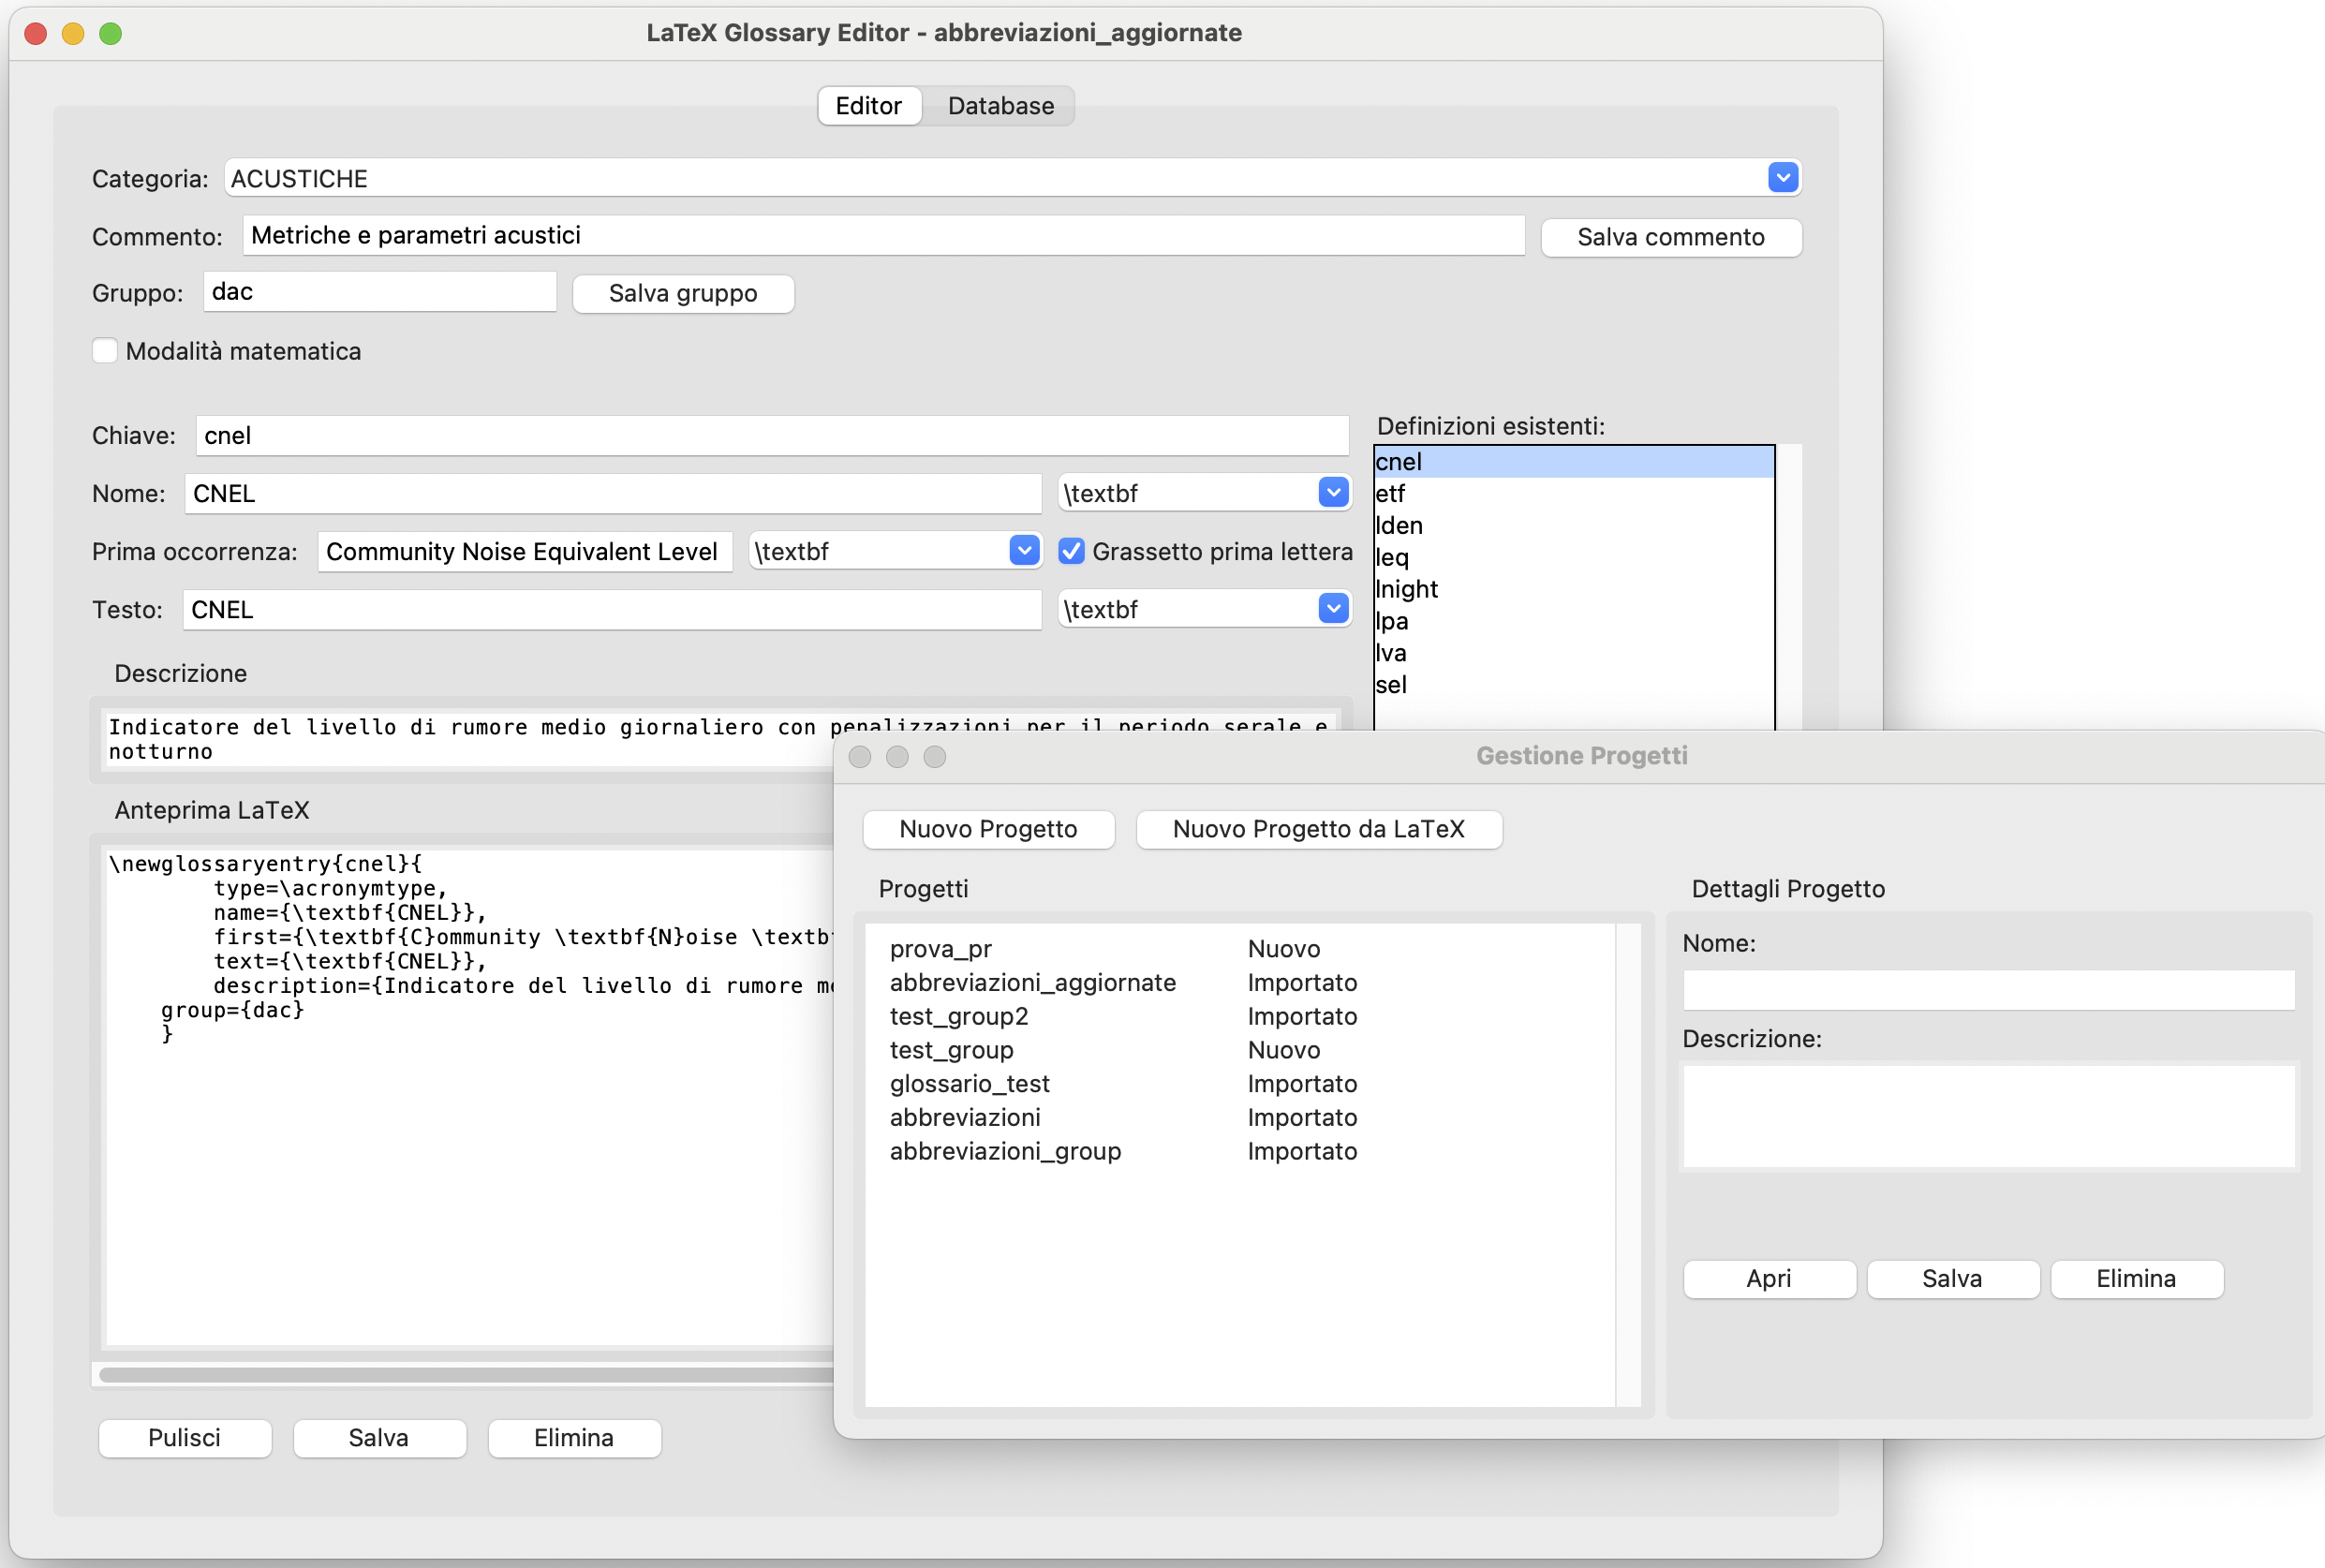 LaTeX Glossary Editor - abbreviazioni_aggiornate
Editor Database
Categoria: ACUSTICHE
Commento: Metriche e parametri acustici Salva commento
Gruppo: dac Salva gruppo
Modalità matematica
Chiave: cnel
Nome: CNEL \textbf
Prima occorrenza: Community Noise Equivalent Level \textbf Grassetto prima lettera
Testo: CNEL \textbf
Definizioni esistenti:
cnel
etf
lden
leq
lnight
lpa
lva
sel
Descrizione
Indicatore del livello di rumore medio giornaliero con penalizzazioni per il periodo serale e
notturno
Anteprima LaTeX
\newglossaryentry{cnel}{
type=\acronymtype,
name={\textbf{CNEL}},
first={\textbf{C}ommunity \textbf{N}oise \textb
text={\textbf{CNEL}},
description={Indicatore del livello di rumore me
group={dac}
}
Pulisci Salva Elimina
Gestione Progetti
Nuovo Progetto Nuovo Progetto da LaTeX
Progetti
prova_pr Nuovo
abbreviazioni_aggiornate Importato
test_group2 Importato
test_group Nuovo
glossario_test Importato
abbreviazioni Importato
abbreviazioni_group Importato
Dettagli Progetto
Nome:
Descrizione:
Apri Salva Elimina